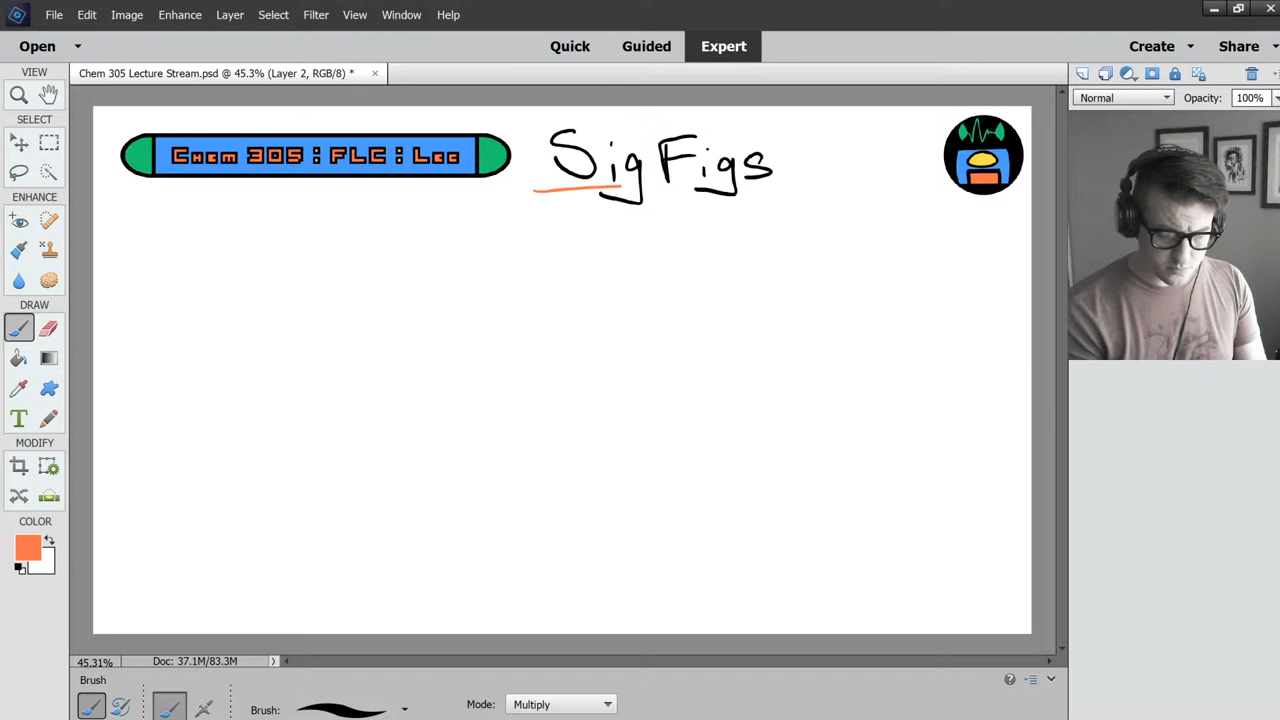 File Edit Image Enhance Layer Select Filter View Window Help
Open Quick Guided Expert Create Share
VIEW
Chem 305 Lecture Stream.psd @ 45.3% (Layer 2, RGB/8) *
Normal Opacity: 100%
SELECT
Chem 305 : FLC : Lec
Sig Figs
ENHANCE
DRAW
T
MODIFY
COLOR
45.31% Doc: 37.1M/83.3M
Brush
Brush: Mode: Multiply